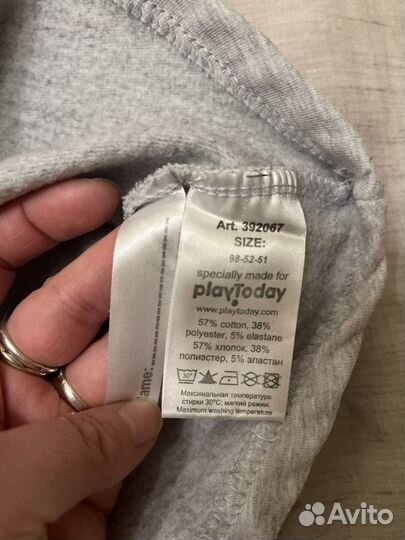 Art. 392067
SIZE:
98-52-51
specially made for
playToday
www.playtoday.com
57% cotton, 38%
polyester, 5% elastane
57% хлопок, 38%
полиэстер, 5% эластан
30°
Максимальная температура
стирки 30°C; мягкий режим.
Maximum washing temperature
ame:
Avito